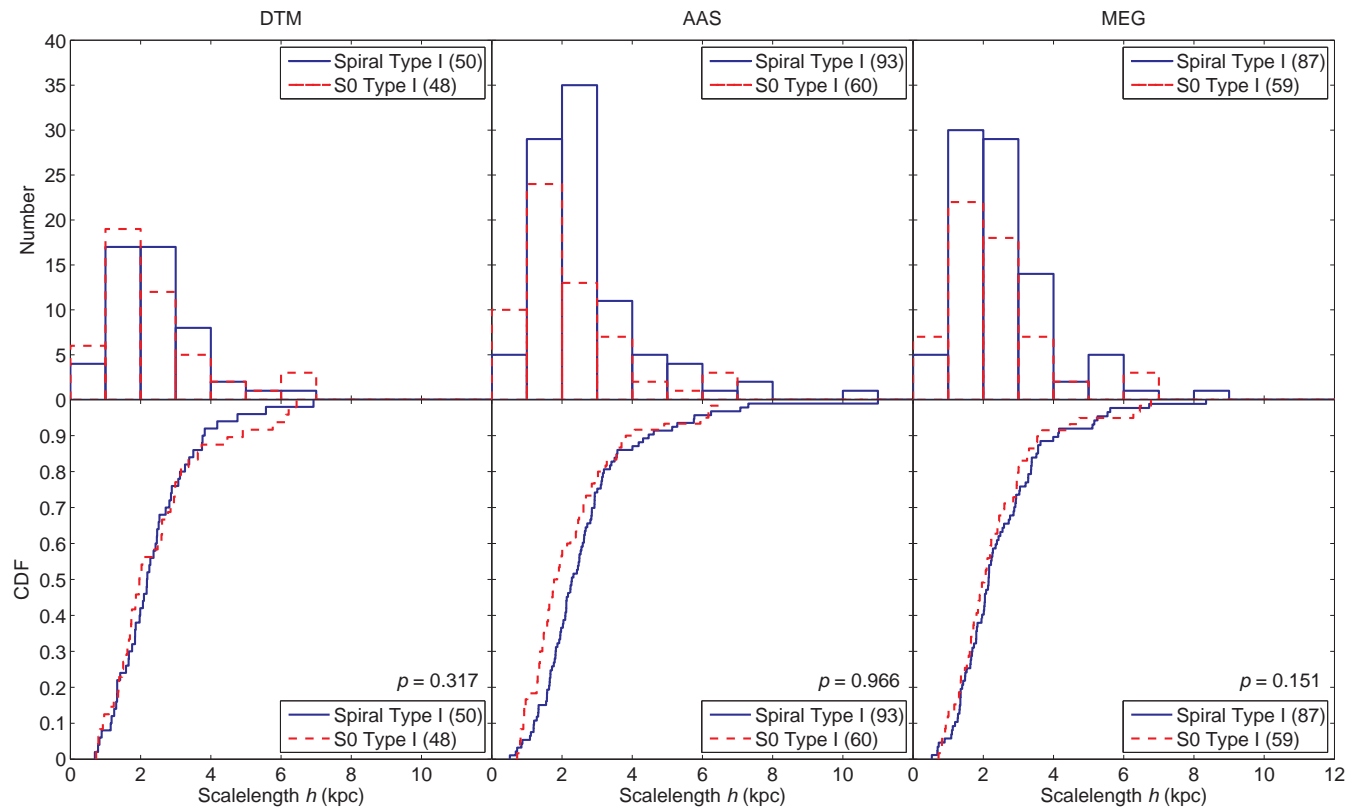 DTM
AAS
MEG
40
35
30
25
20
15
10
5
0
Number
Spiral Type I (50)
S0 Type I (48)
Spiral Type I (93)
S0 Type I (60)
Spiral Type I (87)
S0 Type I (59)
0.9
0.8
0.7
0.6
0.5
0.4
0.3
0.2
0.1
0
CDF
p = 0.317
Spiral Type I (50)
S0 Type I (48)
p = 0.966
Spiral Type I (93)
S0 Type I (60)
p = 0.151
Spiral Type I (87)
S0 Type I (59)
0 2 4 6 8 10
0 2 4 6 8 10
0 2 4 6 8 10 12
Scalelength h (kpc)
Scalelength h (kpc)
Scalelength h (kpc)